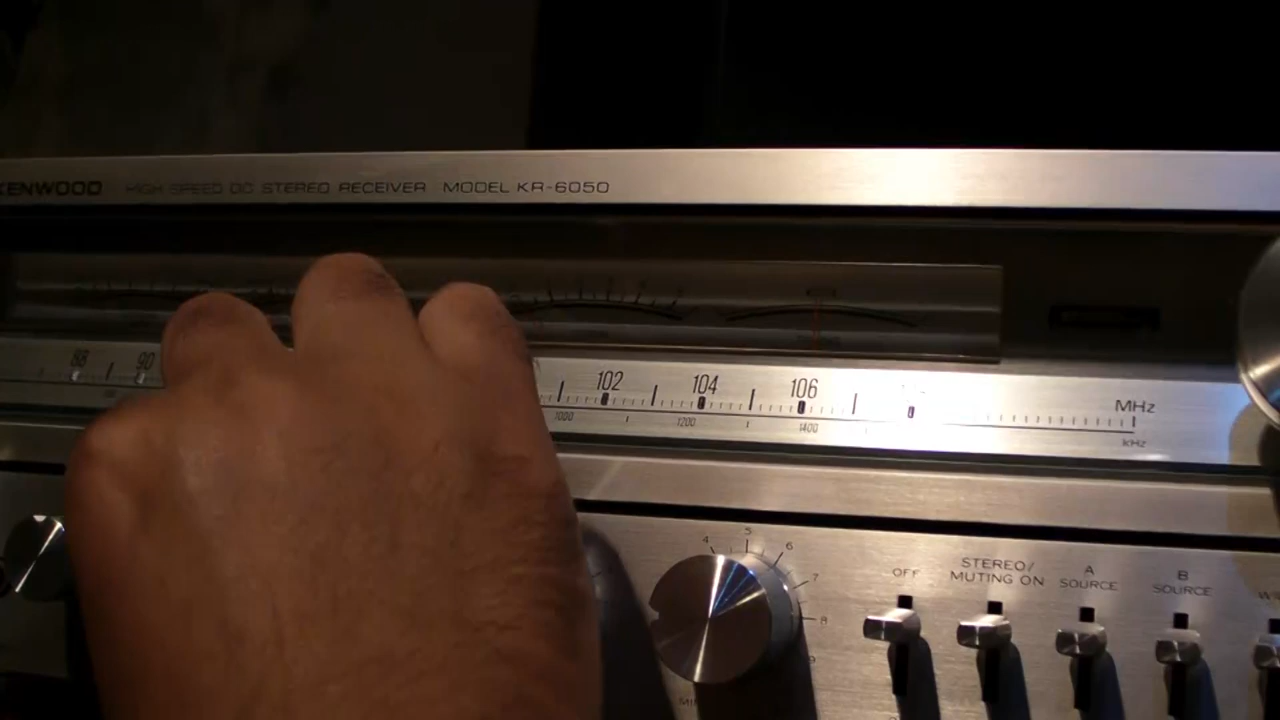 KENWOOD HIGH SPEED DC STEREO RECEIVER MODEL KR-6050
88 90 102 104 106 MHz
1000 1200 1400 kHz
4 5 6 7 8 9
OFF
STEREO/
MUTING ON
A
SOURCE
B
SOURCE